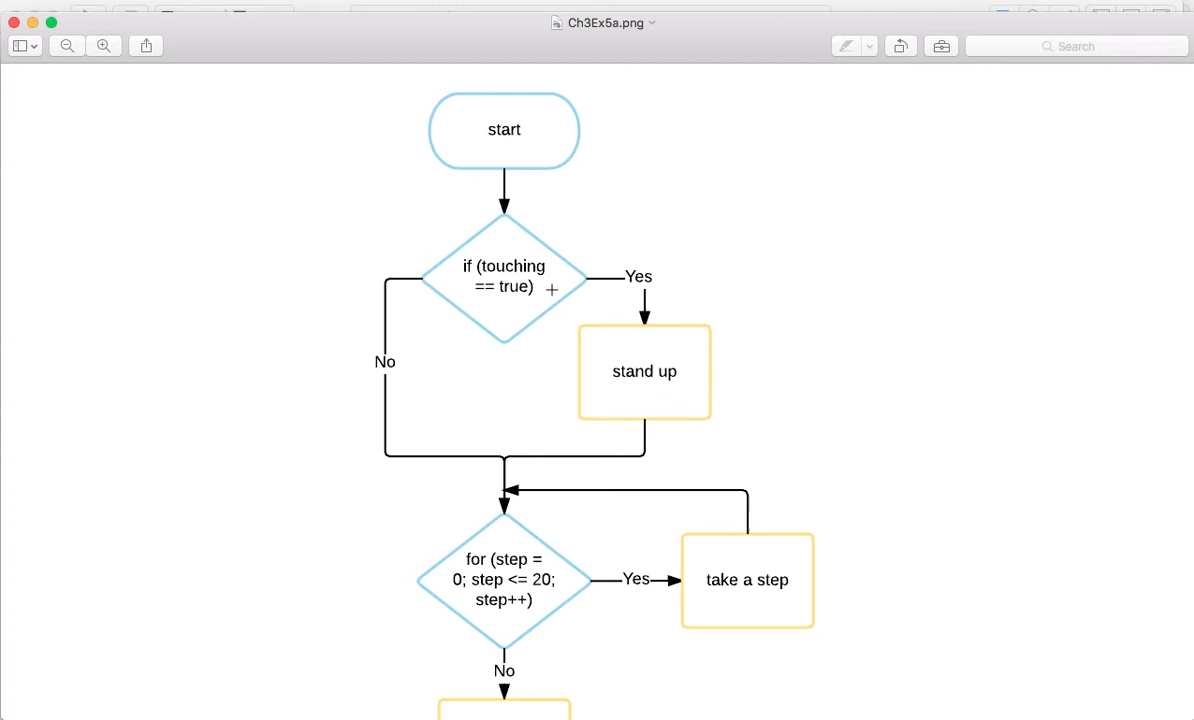 Ch3Ex5a.png
Search
start
if (touching
== true)
Yes
No
stand up
for (step =
0; step <= 20;
step++)
Yes
take a step
No